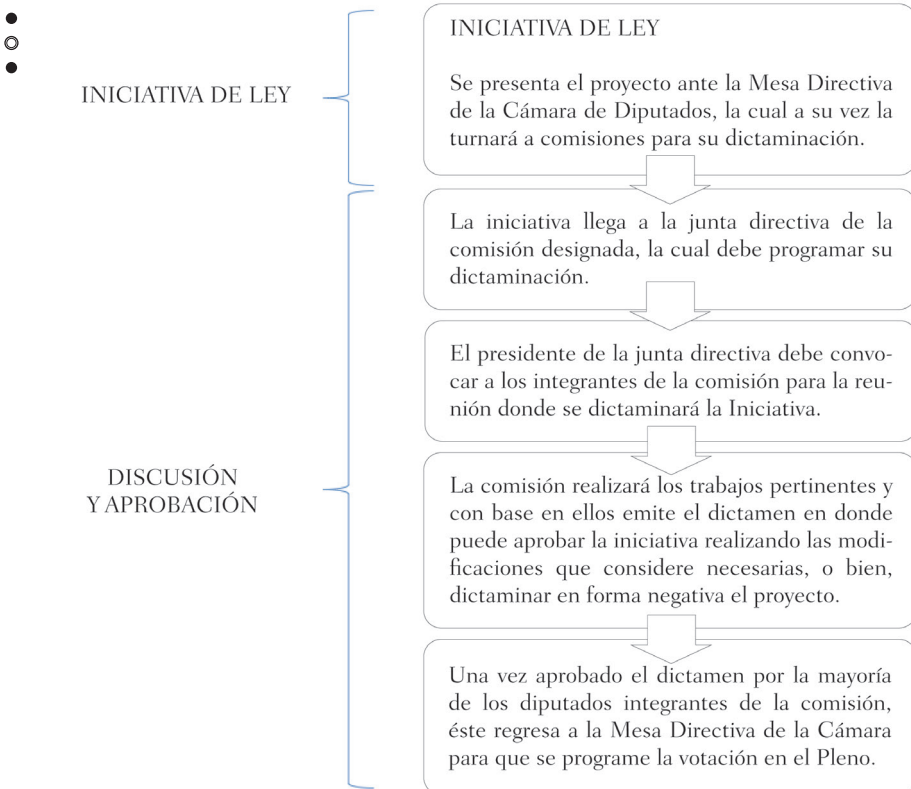 INICIATIVA DE LEY
INICIATIVA DE LEY
Se presenta el proyecto ante la Mesa Directiva
de la Cámara de Diputados, la cual a su vez la
turnará a comisiones para su dictaminación.
La iniciativa llega a la junta directiva de la
comisión designada, la cual debe programar su
dictaminación.
El presidente de la junta directiva debe convo-
car a los integrantes de la comisión para la reu-
nión donde se dictaminará la Iniciativa.
DISCUSIÓN
Y APROBACIÓN
La comisión realizará los trabajos pertinentes y
con base en ellos emite el dictamen en donde
puede aprobar la iniciativa realizando las modi-
ficaciones que considere necesarias, o bien,
dictaminar en forma negativa el proyecto.
Una vez aprobado el dictamen por la mayoría
de los diputados integrantes de la comisión,
éste regresa a la Mesa Directiva de la Cámara
para que se programe la votación en el Pleno.